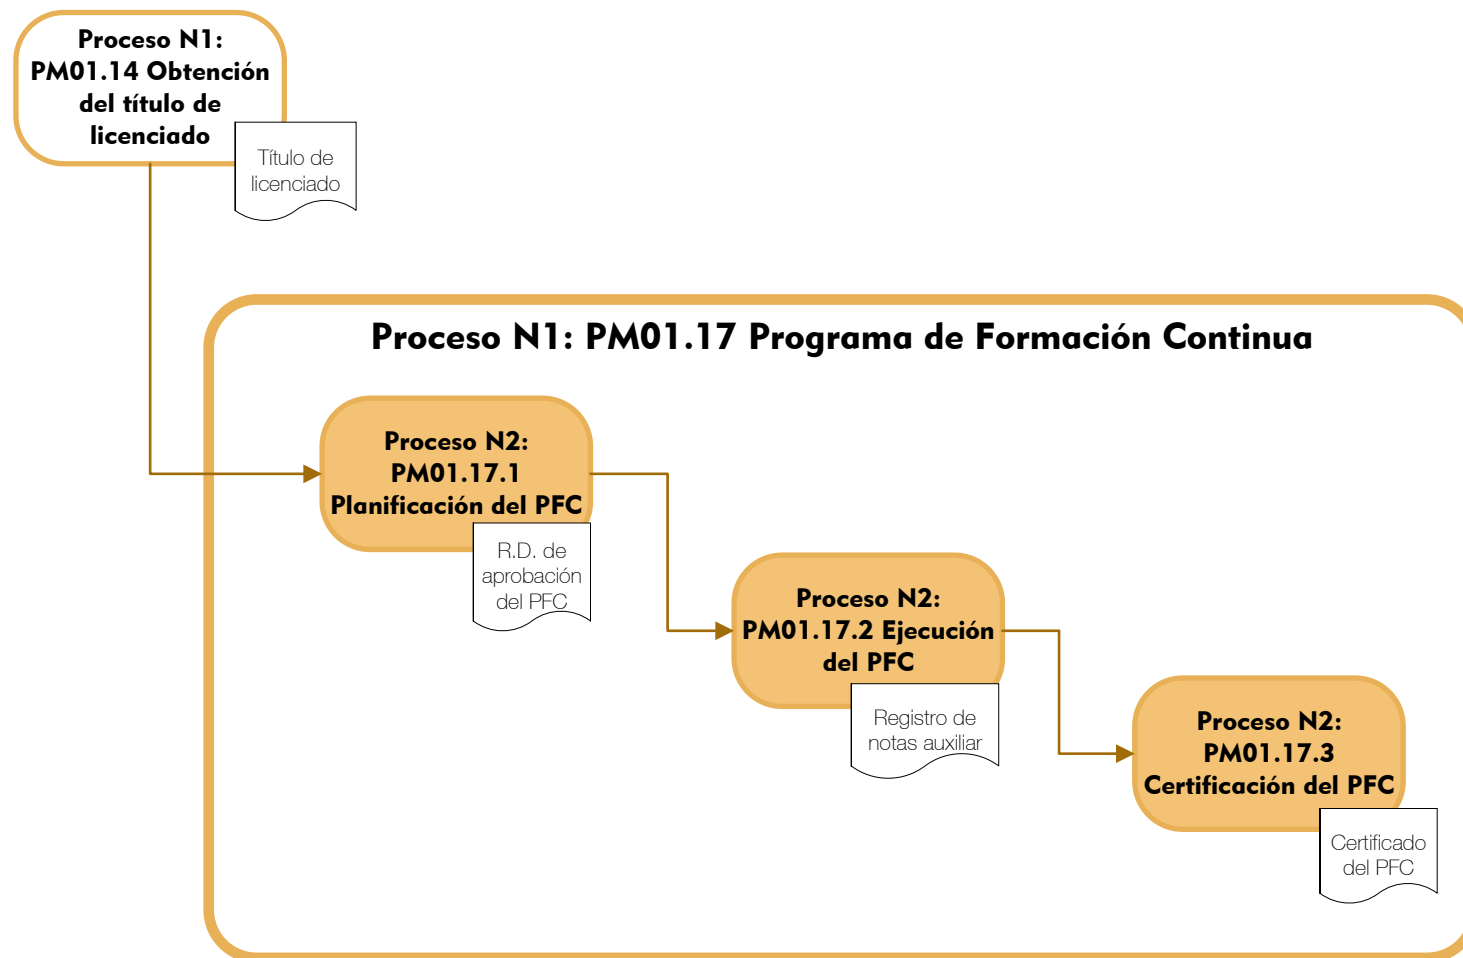 Proceso N1:
PM01.14 Obtención
del título de
licenciado
Título de
licenciado
Proceso N1: PM01.17 Programa de Formación Continua
Proceso N2:
PM01.17.1
Planificación del PFC
R.D. de
aprobación
del PFC
Proceso N2:
PM01.17.2 Ejecución
del PFC
Registro de
notas auxiliar
Proceso N2:
PM01.17.3
Certificación del PFC
Certificado
del PFC